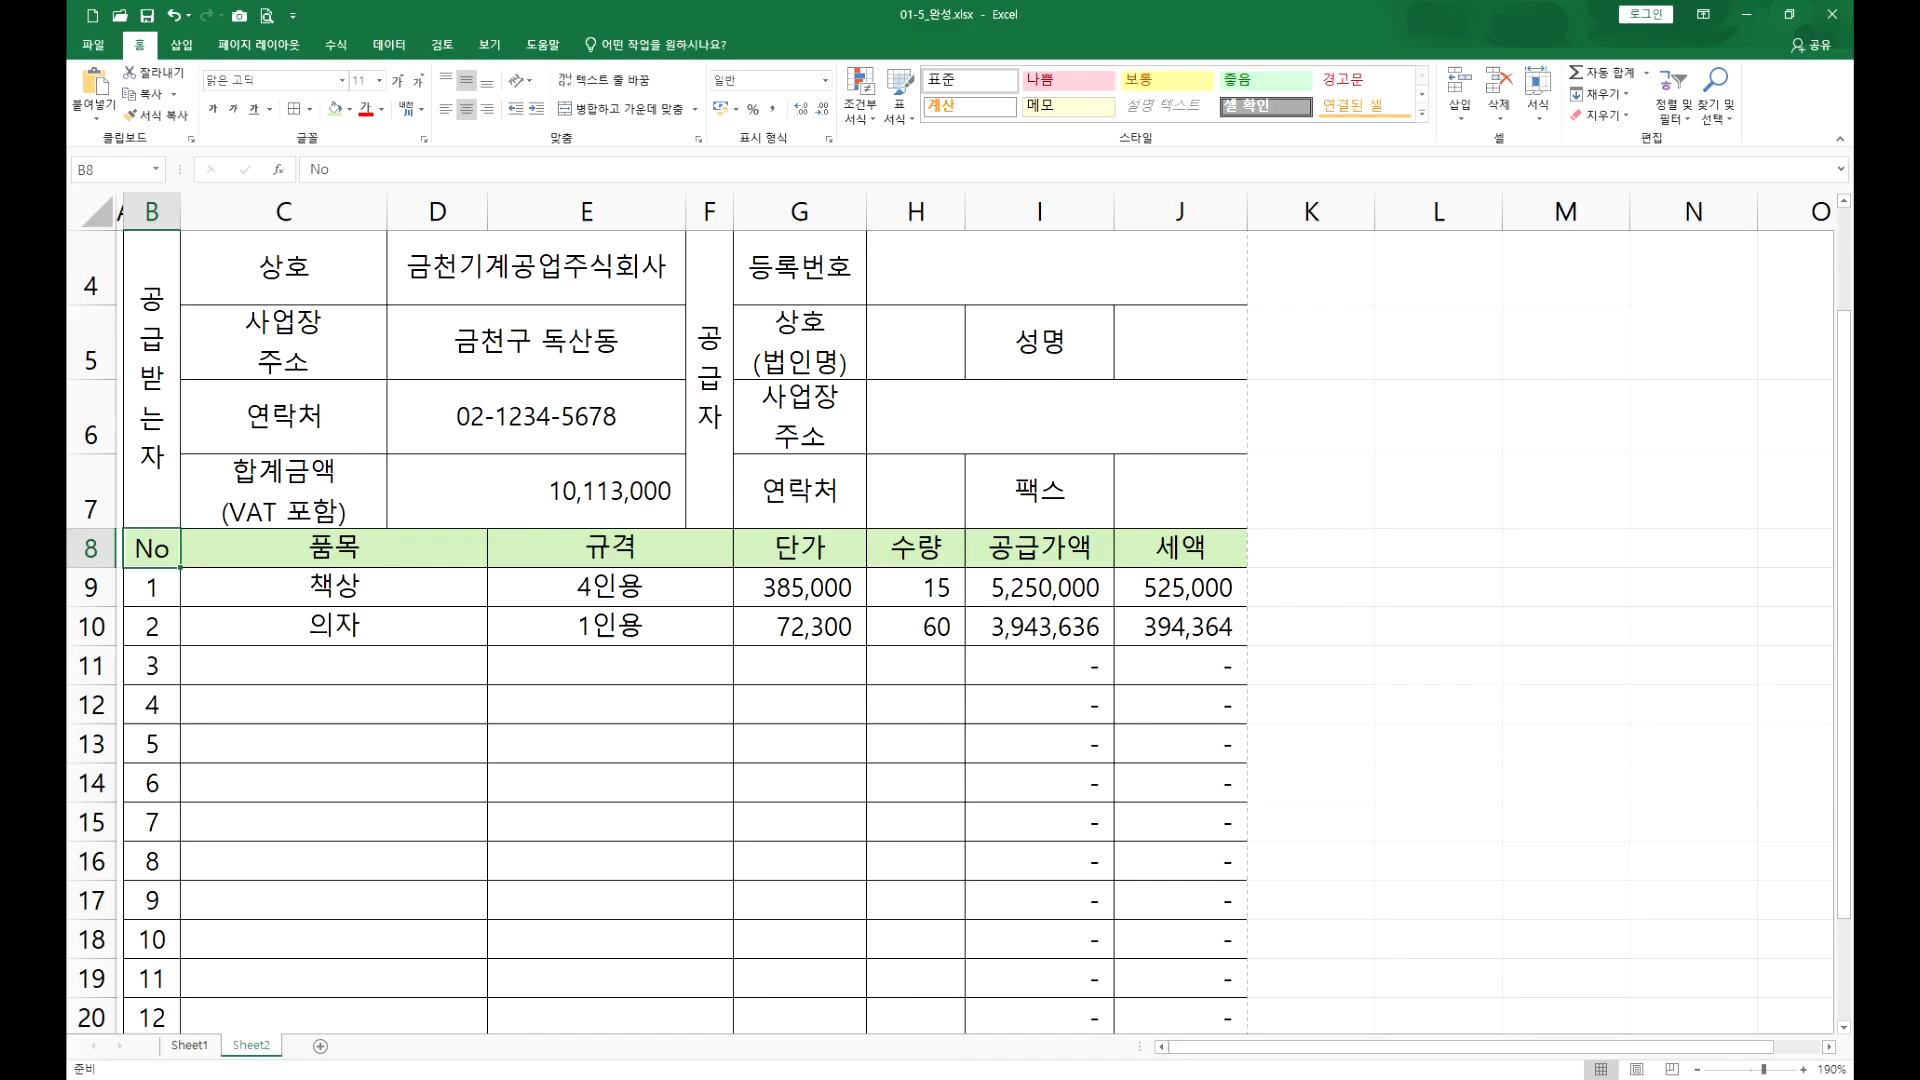 01-5_완성.xlsx - Excel
로그인
파일 홈 삽입 페이지 레이아웃 수식 데이터 검토 보기 도움말 어떤 작업을 원하시나요? 공유
붙여넣기 잘라내기 복사 서식 복사 클립보드
맑은 고딕 11 가 가 가 가 가 가 내천 글꼴
텍스트 줄 바꿈 병합하고 가운데 맞춤 맞춤
일반 % , 표시 형식
조건부 서식 표 서식
표준 나쁨 보통 좋음 경고문
계산 메모 설명 텍스트 셀 확인 연결된 셀
스타일
삽입 삭제 서식 셀
자동 합계 채우기 지우기 정렬 및 필터 찾기 및 선택 편집
B8 fx No
B C D E F G H I J K L M N O
공급받는자 공급자
4 상호 금천기계공업주식회사 등록번호
5 사업장 주소 금천구 독산동 상호 (법인명) 성명
6 연락처 02-1234-5678 사업장 주소
7 합계금액 (VAT 포함) 10,113,000 연락처 팩스
8 No 품목 규격 단가 수량 공급가액 세액
9 1 책상 4인용 385,000 15 5,250,000 525,000
10 2 의자 1인용 72,300 60 3,943,636 394,364
11 3 - -
12 4 - -
13 5 - -
14 6 - -
15 7 - -
16 8 - -
17 9 - -
18 10 - -
19 11 - -
20 12 - -
Sheet1 Sheet2
준비 190%